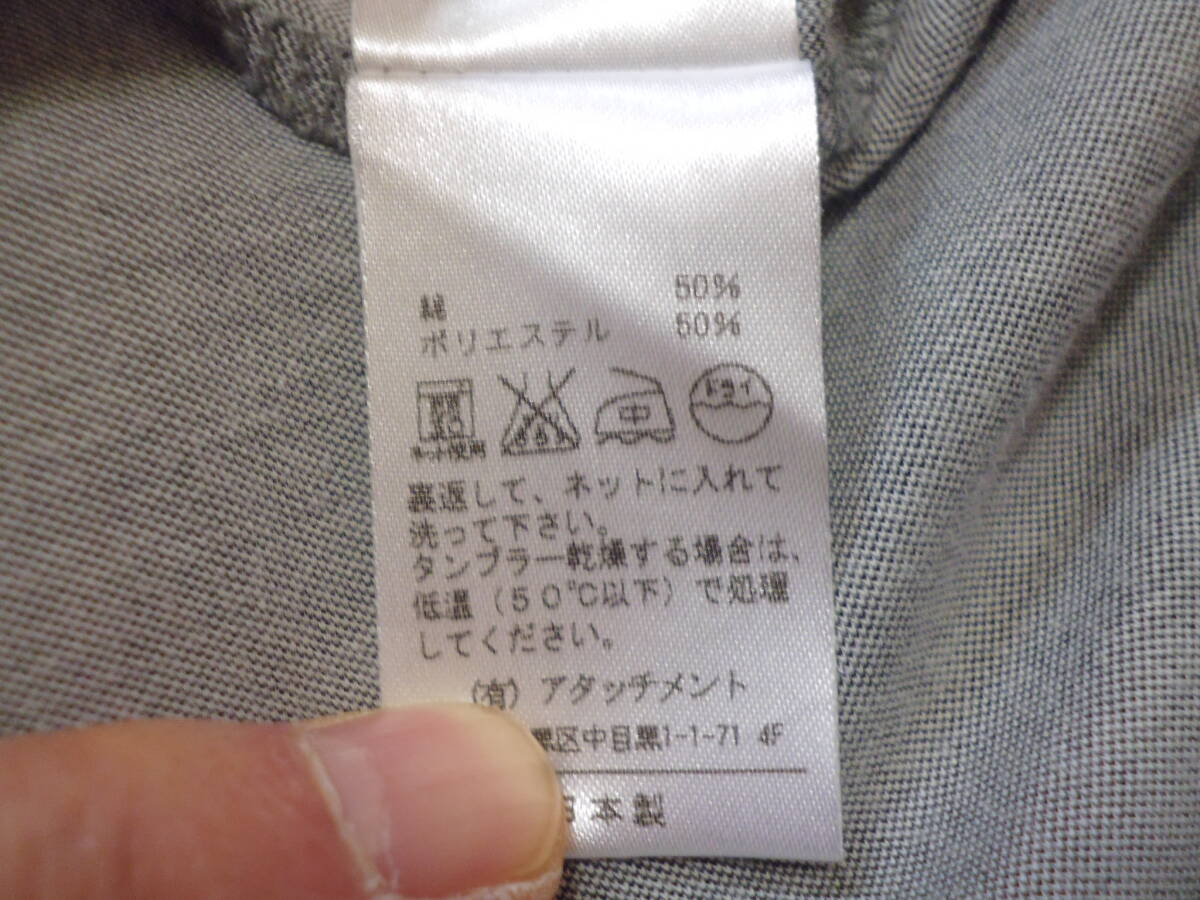 綿 50%
ポリエステル 50%
中 ドライ
ネット使用
裏返して、ネットに入れて
洗って下さい。
タンブラー乾燥する場合は、
低温（50℃以下）で処理
してください。
(有) アタッチメント
黒区中目黒1-1-71 4F
日本製